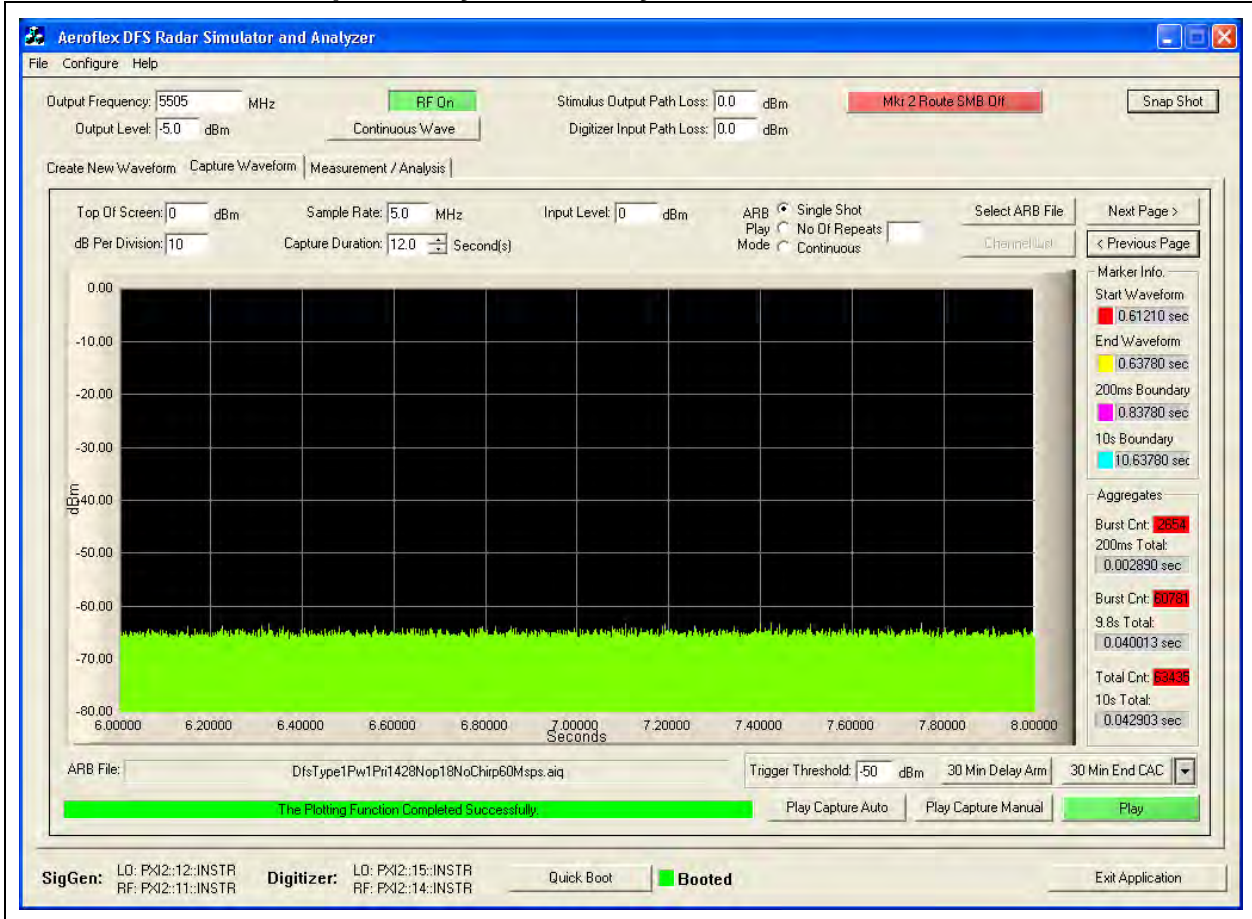 Aeroflex DFS Radar Simulator and Analyzer
File Configure Help
Output Frequency: 5505 MHz RF On Stimulus Output Path Loss: 0.0 dBm Mkr 2 Route SMB Off Snap Shot
Output Level: -5.0 dBm Continuous Wave Digitizer Input Path Loss: 0.0 dBm
Create New Waveform Capture Waveform Measurement / Analysis
Top Of Screen: 0 dBm Sample Rate: 5.0 MHz Input Level: 0 dBm ARB Play Mode Single Shot Select ARB File Next Page >
No Of Repeats
dB Per Division: 10 Capture Duration: 12.0 Second(s) Continuous Channel List < Previous Page
Marker Info.
Start Waveform
0.61210 sec
End Waveform
0.63780 sec
200ms Boundary
0.83780 sec
10s Boundary
10.63780 sec
Aggregates
Burst Cnt: 2654
200ms Total:
0.002890 sec
Burst Cnt: 60781
9.8s Total:
0.040013 sec
Total Cnt: 63435
10s Total:
0.042903 sec
0.00
-10.00
-20.00
-30.00
-40.00
-50.00
-60.00
-70.00
-80.00
dBm
6.00000 6.20000 6.40000 6.60000 6.80000 7.00000 7.20000 7.40000 7.60000 7.80000 8.00000
Seconds
ARB File: DfsType1Pw1Pri1428Nop18NoChirp60Msps.aiq Trigger Threshold: -50 dBm 30 Min Delay Arm 30 Min End CAC
The Plotting Function Completed Successfully. Play Capture Auto Play Capture Manual Play
SigGen: LO: PXI2::12::INSTR Digitizer: LO: PXI2::15::INSTR Quick Boot Booted Exit Application
RF: PXI2::11::INSTR RF: PXI2::14::INSTR